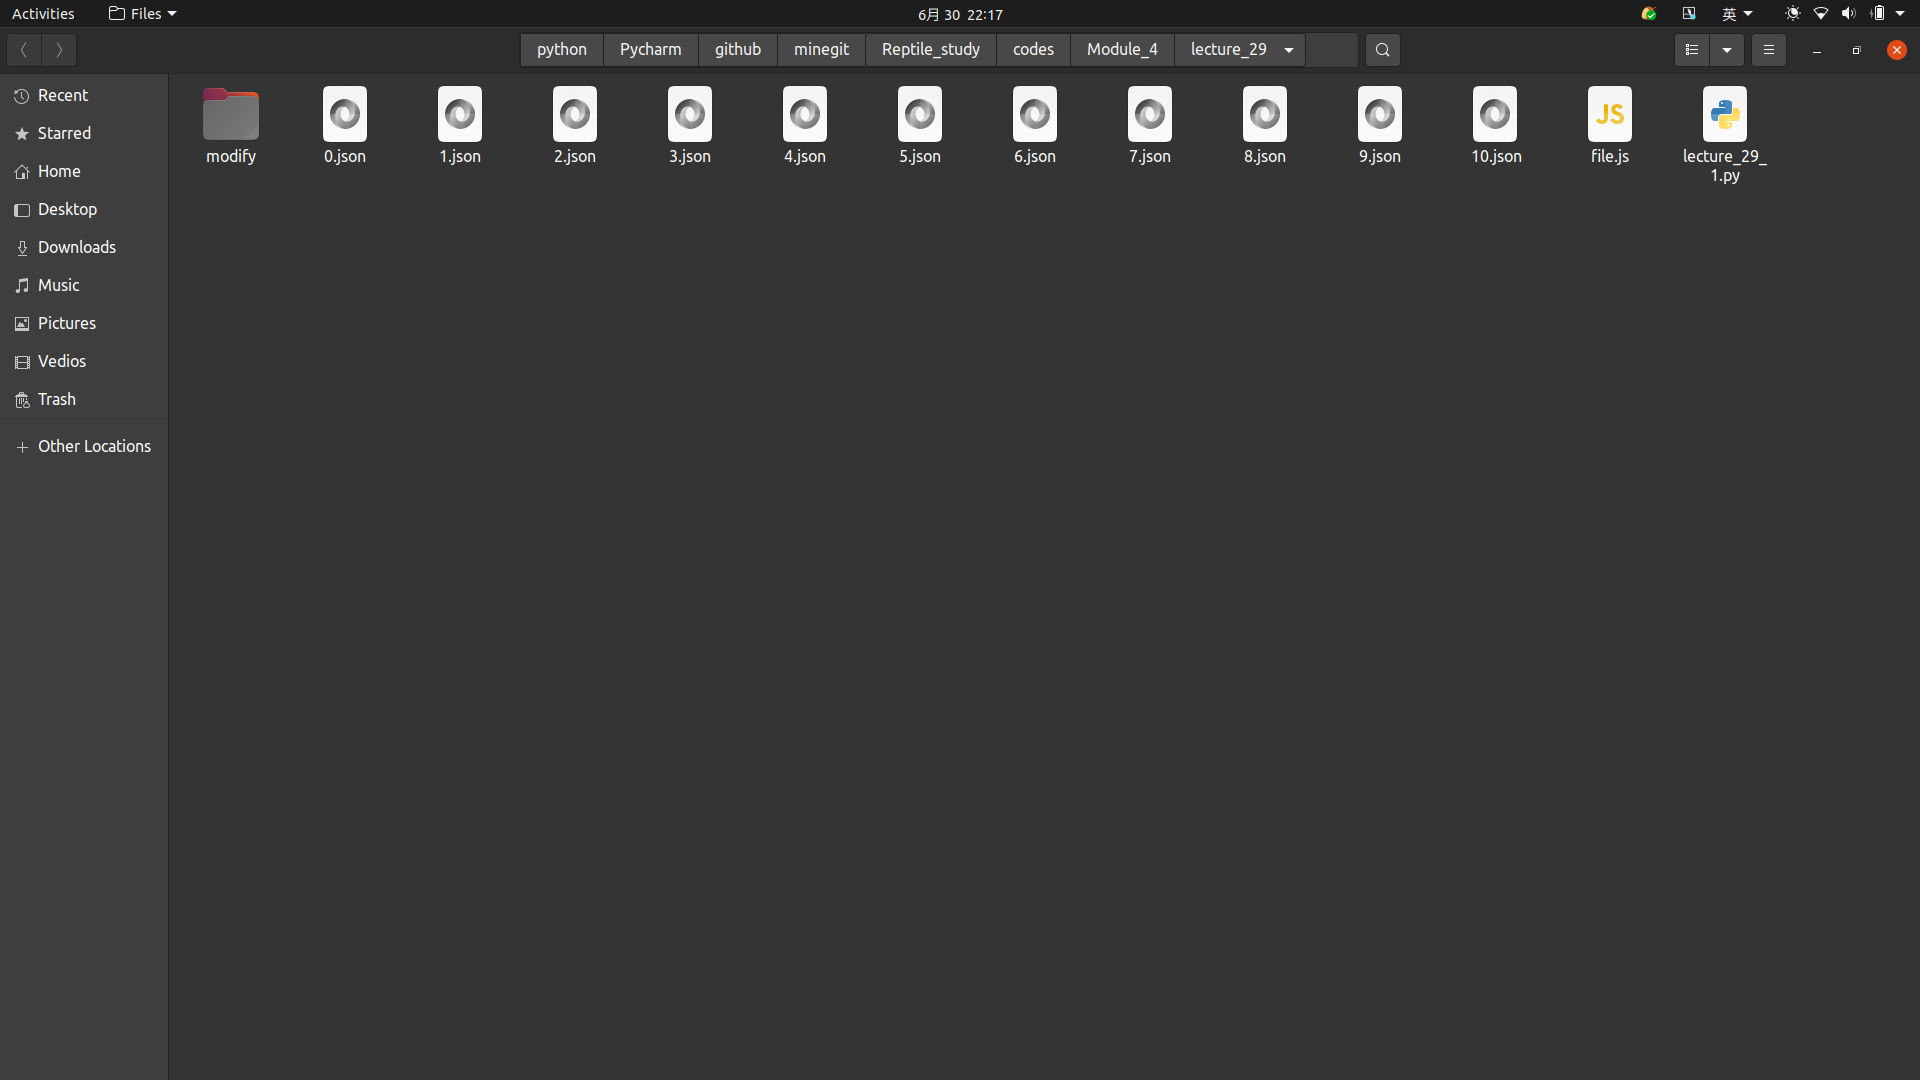 Activities
Files
6月 30 22:17
英
python
Pycharm
github
minegit
Reptile_study
codes
Module_4
lecture_29
Recent
Starred
Home
Desktop
Downloads
Music
Pictures
Vedios
Trash
Other Locations
modify
0.json
1.json
2.json
3.json
4.json
5.json
6.json
7.json
8.json
9.json
10.json
JS
file.js
lecture_29_
1.py